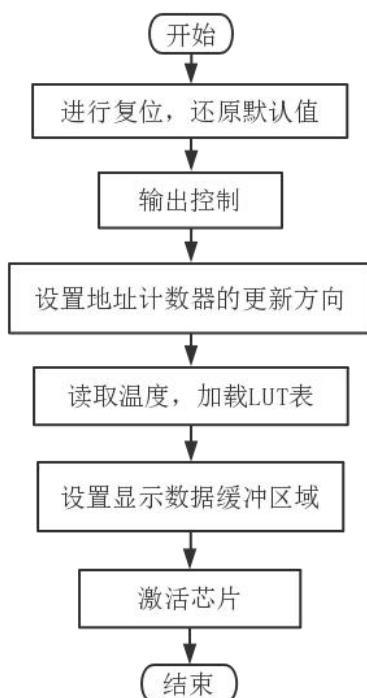 开始
进行复位，还原默认值
输出控制
设置地址计数器的更新方向
读取温度，加载LUT表
设置显示数据缓冲区域
激活芯片
结束